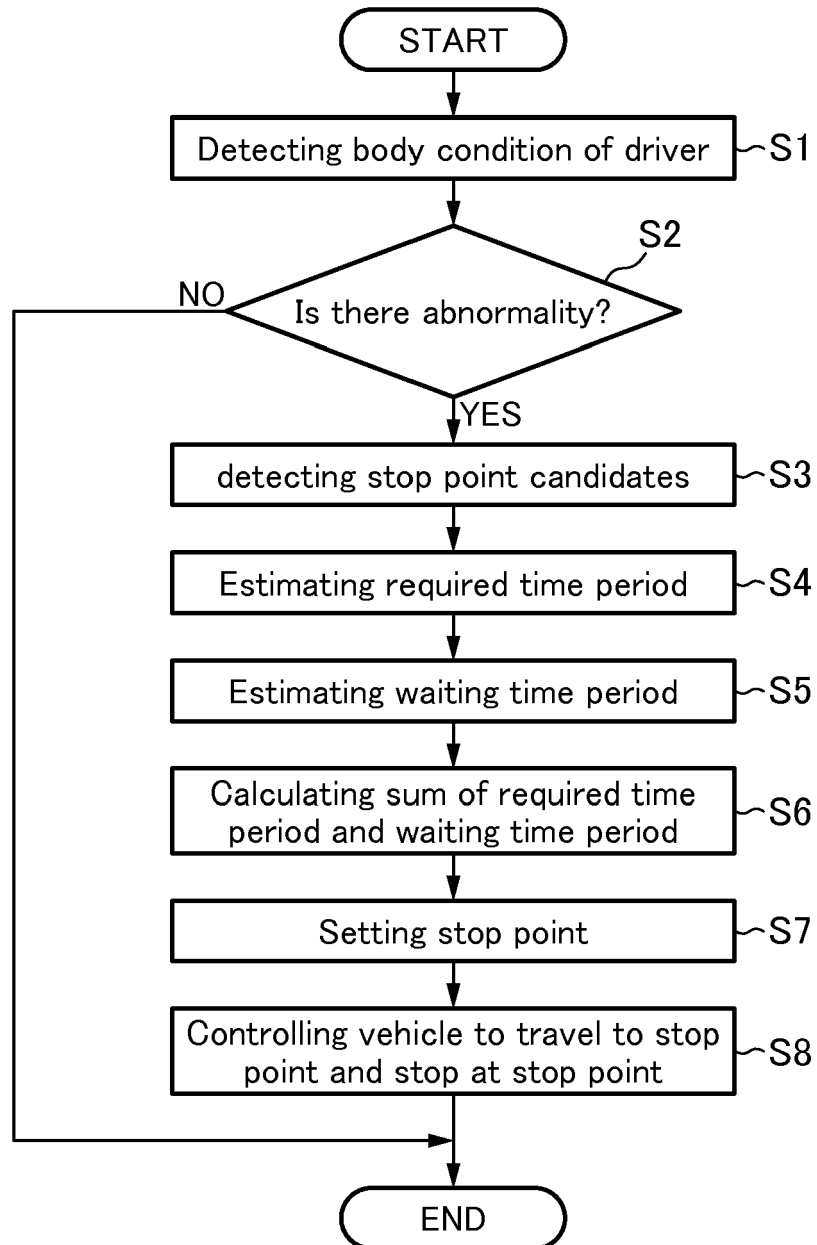 START
Detecting body condition of driver
S1
S2
NO
Is there abnormality?
YES
detecting stop point candidates
S3
Estimating required time period
S4
Estimating waiting time period
S5
Calculating sum of required time
period and waiting time period
S6
Setting stop point
S7
Controlling vehicle to travel to stop
point and stop at stop point
S8
END